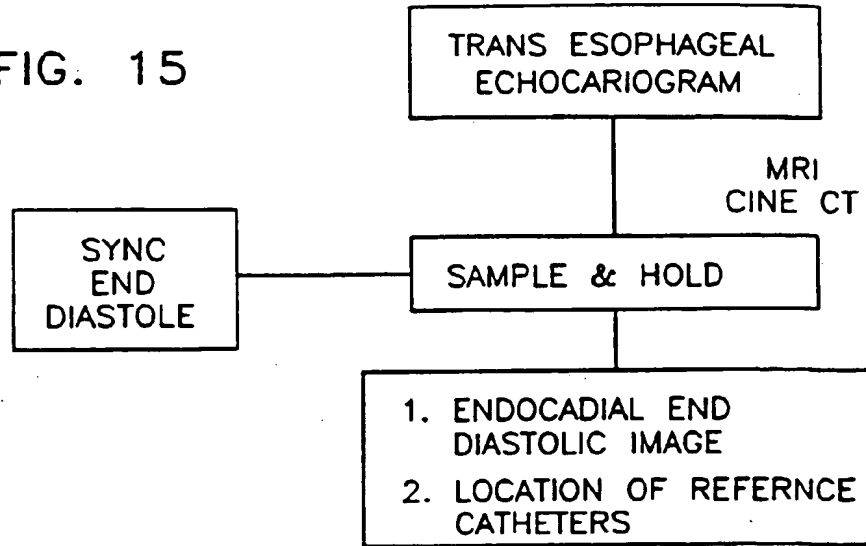 FIG. 15
TRANS ESOPHAGEAL
ECHOCARIOGRAM
MRI
CINE CT
SYNC
END
DIASTOLE
SAMPLE & HOLD
1. ENDOCADIAL END
DIASTOLIC IMAGE
2. LOCATION OF REFERNCE
CATHETERS